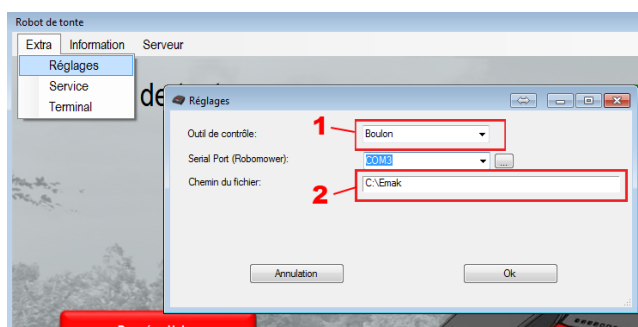 Robot de tonte
Extra Information Serveur
Réglages
Service
Terminal
de
Réglages
Outil de contrôle: 1 Boulon
Serial Port (Robomower): COM3 ...
Chemin du fichier: 2 C:\Emak
Annulation Ok